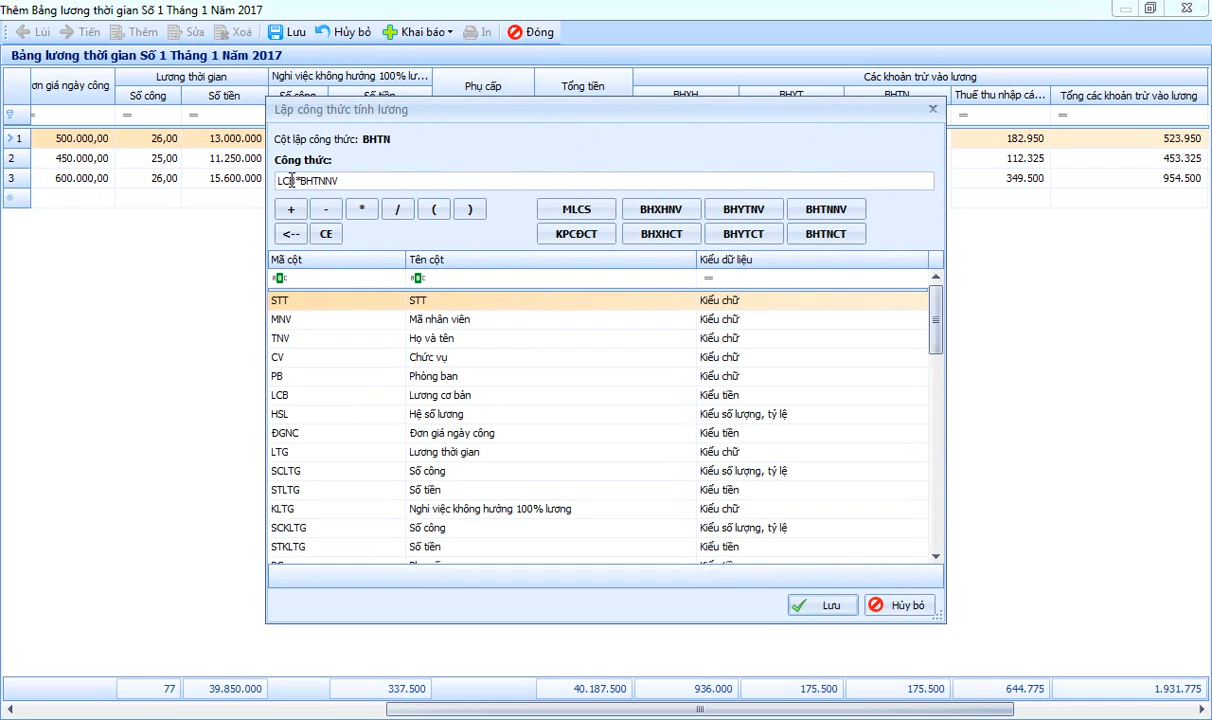 Thêm Bảng lương thời gian Số 1 Tháng 1 Năm 2017
Lùi Tiến Thêm Sửa Xoá Lưu Hủy bỏ Khai báo In Đóng
Bảng lương thời gian Số 1 Tháng 1 Năm 2017
ơn giá ngày công Lương thời gian Nghỉ việc không hưởng 100% lư... Phụ cấp Tổng tiền Các khoản trừ vào lương
Số công Số tiền Số công Số tiền BHXH BHYT BHTN Thuế thu nhập cá... Tổng các khoản trừ vào lương
= = = = =
1 500.000,00 26,00 13.000.000 182.950 523.950
2 450.000,00 25,00 11.250.000 112.325 453.325
3 600.000,00 26,00 15.600.000 349.500 954.500
Lập công thức tính lương
Cột lập công thức: BHTN
Công thức:
LCB*BHTNNV
+ - * / ( ) MLCS BHXHNV BHYTNV BHTNNV
<-- CE KPCĐCT BHXHCT BHYTCT BHTNCT
Mã cột Tên cột Kiểu dữ liệu
ABC ABC =
STT STT Kiểu chữ
MNV Mã nhân viên Kiểu chữ
TNV Họ và tên Kiểu chữ
CV Chức vụ Kiểu chữ
PB Phòng ban Kiểu chữ
LCB Lương cơ bản Kiểu tiền
HSL Hệ số lương Kiểu số lượng, tỷ lệ
ĐGNC Đơn giá ngày công Kiểu tiền
LTG Lương thời gian Kiểu chữ
SCLTG Số công Kiểu số lượng, tỷ lệ
STLTG Số tiền Kiểu tiền
KLTG Nghỉ việc không hưởng 100% lương Kiểu chữ
SCKLTG Số công Kiểu số lượng, tỷ lệ
STKLTG Số tiền Kiểu tiền
Lưu Hủy bỏ
77 39.850.000 337.500 40.187.500 936.000 175.500 175.500 644.775 1.931.775